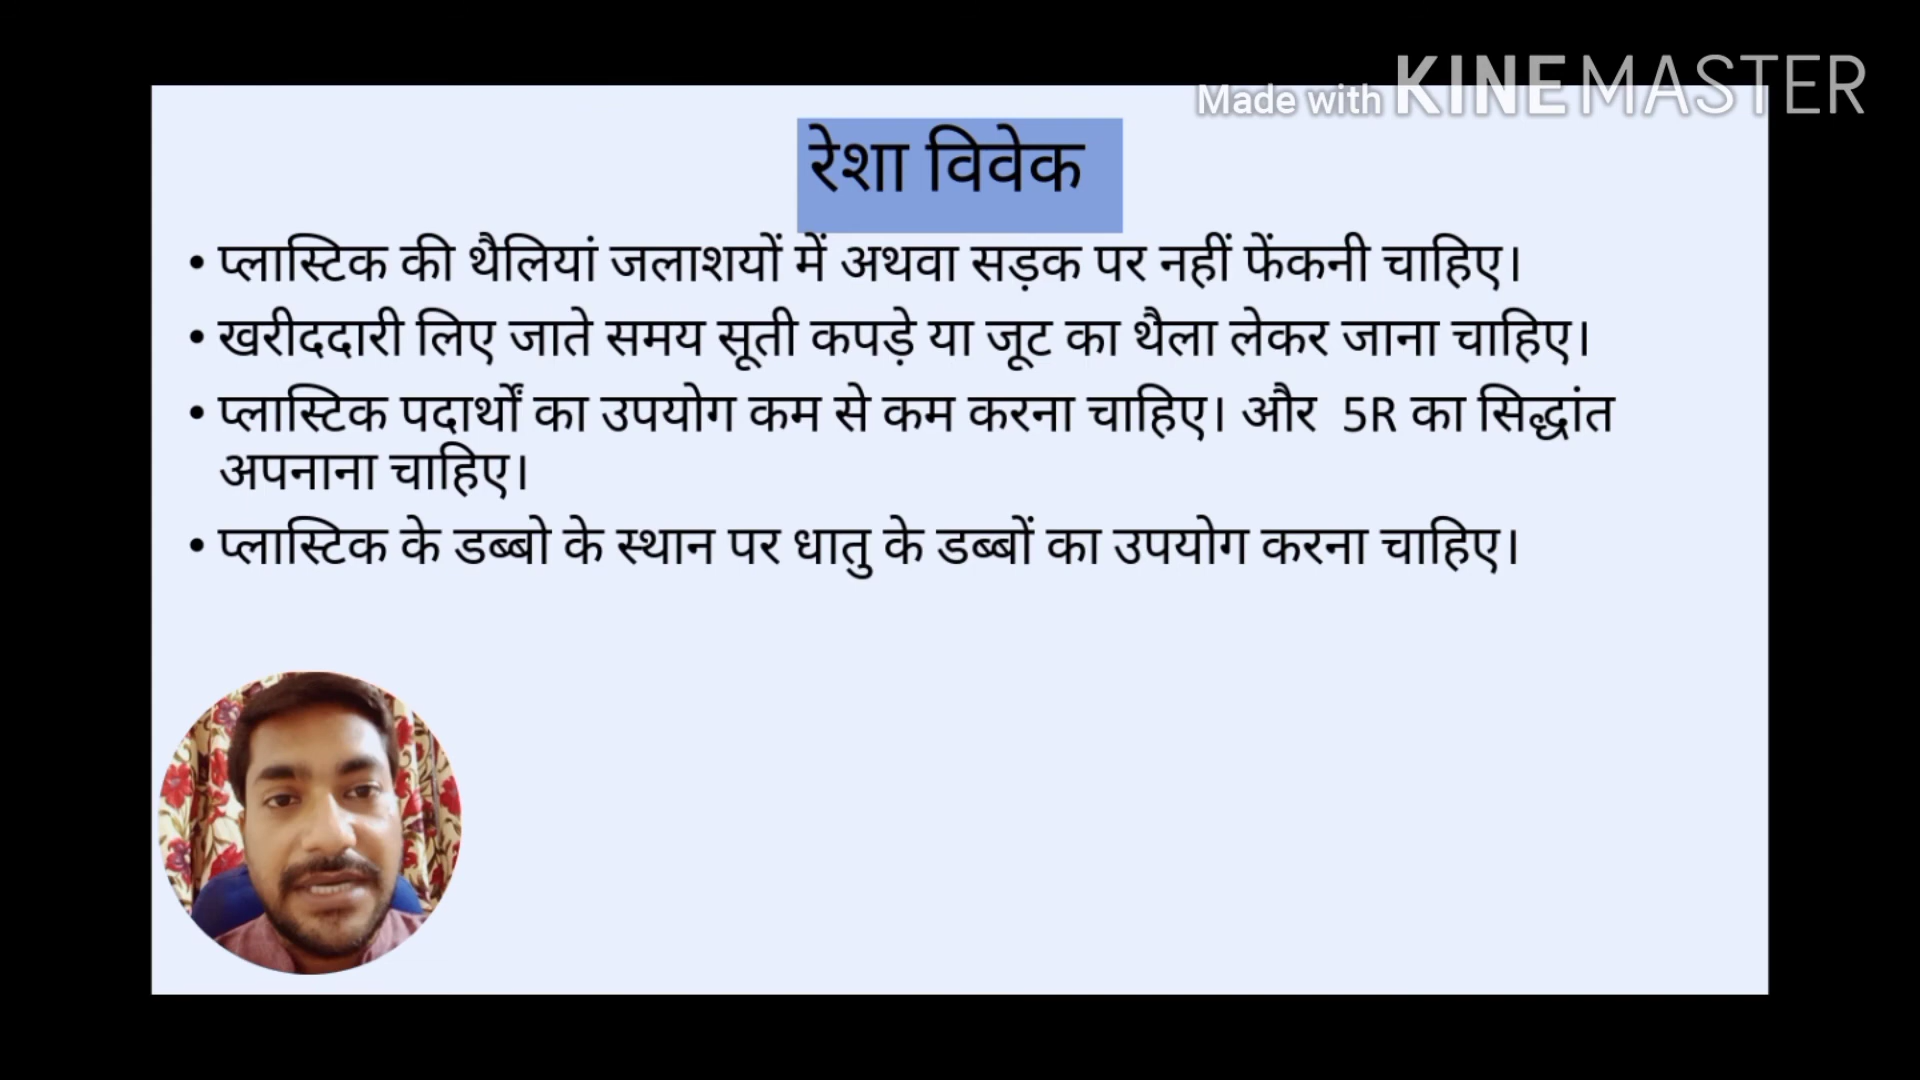 Made with KINEMASTER
रेशा विवेक
• प्लास्टिक की थैलियां जलाशयों में अथवा सड़क पर नहीं फेंकनी चाहिए।
• खरीददारी लिए जाते समय सूती कपड़े या जूट का थैला लेकर जाना चाहिए।
• प्लास्टिक पदार्थों का उपयोग कम से कम करना चाहिए। और 5R का सिद्धांत
अपनाना चाहिए।
• प्लास्टिक के डब्बो के स्थान पर धातु के डब्बों का उपयोग करना चाहिए।